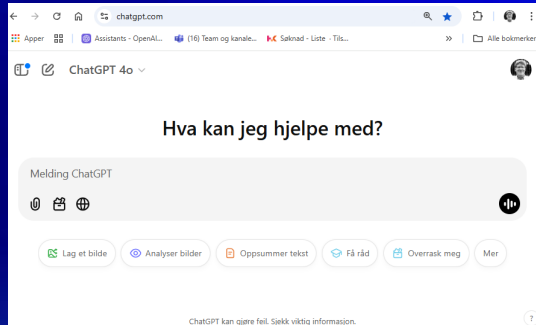 chatgpt.com
Apper
Assistants - OpenAI...
(16) Team og kanale...
Søknad - Liste - Tils...
»
Alle bokmerker
ChatGPT 4o
Hva kan jeg hjelpe med?
Melding ChatGPT
Lag et bilde
Analyser bilder
Oppsummer tekst
Få råd
Overrask meg
Mer
ChatGPT kan gjøre feil. Sjekk viktig informasjon.
?